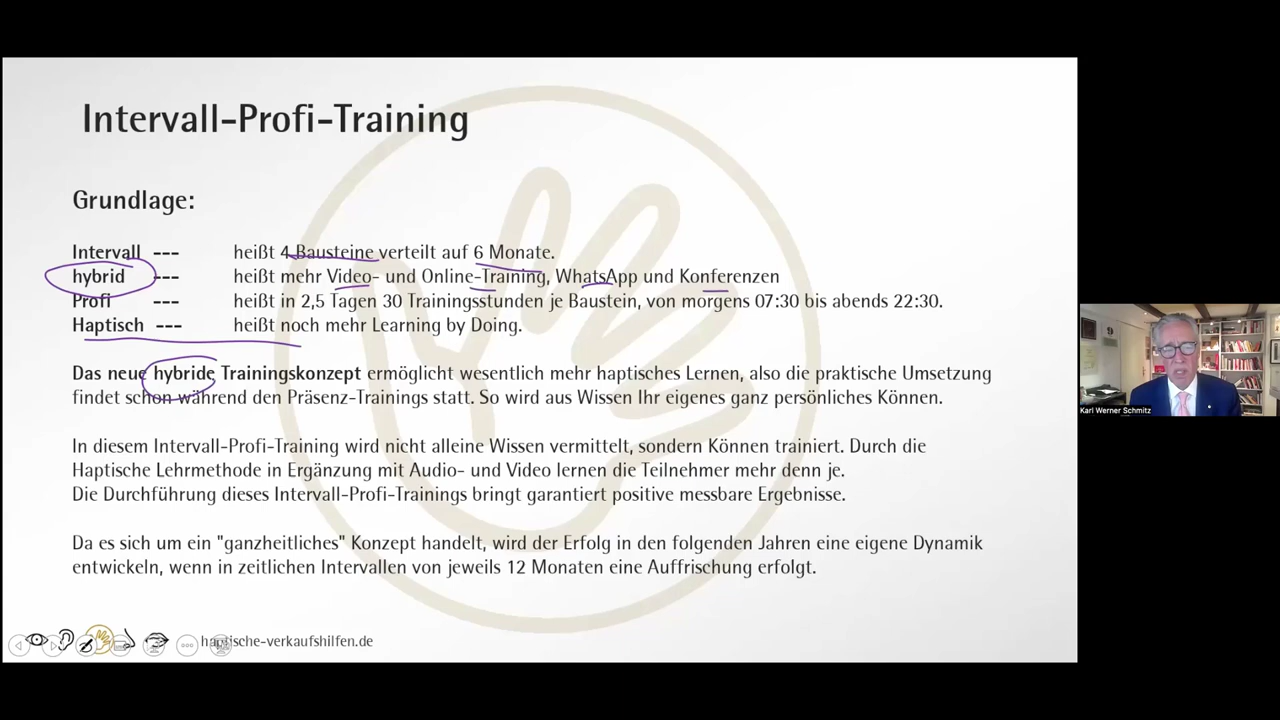 Intervall-Profi-Training
Grundlage:
Intervall --- heißt 4 Bausteine verteilt auf 6 Monate.
hybrid --- heißt mehr Video- und Online-Training, WhatsApp und Konferenzen
Profi --- heißt in 2,5 Tagen 30 Trainingsstunden je Baustein, von morgens 07:30 bis abends 22:30.
Haptisch --- heißt noch mehr Learning by Doing.
Das neue hybride Trainingskonzept ermöglicht wesentlich mehr haptisches Lernen, also die praktische Umsetzung
findet schon während den Präsenz-Trainings statt. So wird aus Wissen Ihr eigenes ganz persönliches Können.
In diesem Intervall-Profi-Training wird nicht alleine Wissen vermittelt, sondern Können trainiert. Durch die
Haptische Lehrmethode in Ergänzung mit Audio- und Video lernen die Teilnehmer mehr denn je.
Die Durchführung dieses Intervall-Profi-Trainings bringt garantiert positive messbare Ergebnisse.
Da es sich um ein "ganzheitliches" Konzept handelt, wird der Erfolg in den folgenden Jahren eine eigene Dynamik
entwickeln, wenn in zeitlichen Intervallen von jeweils 12 Monaten eine Auffrischung erfolgt.
haptische-verkaufshilfen.de
9
Karl Werner Schmitz